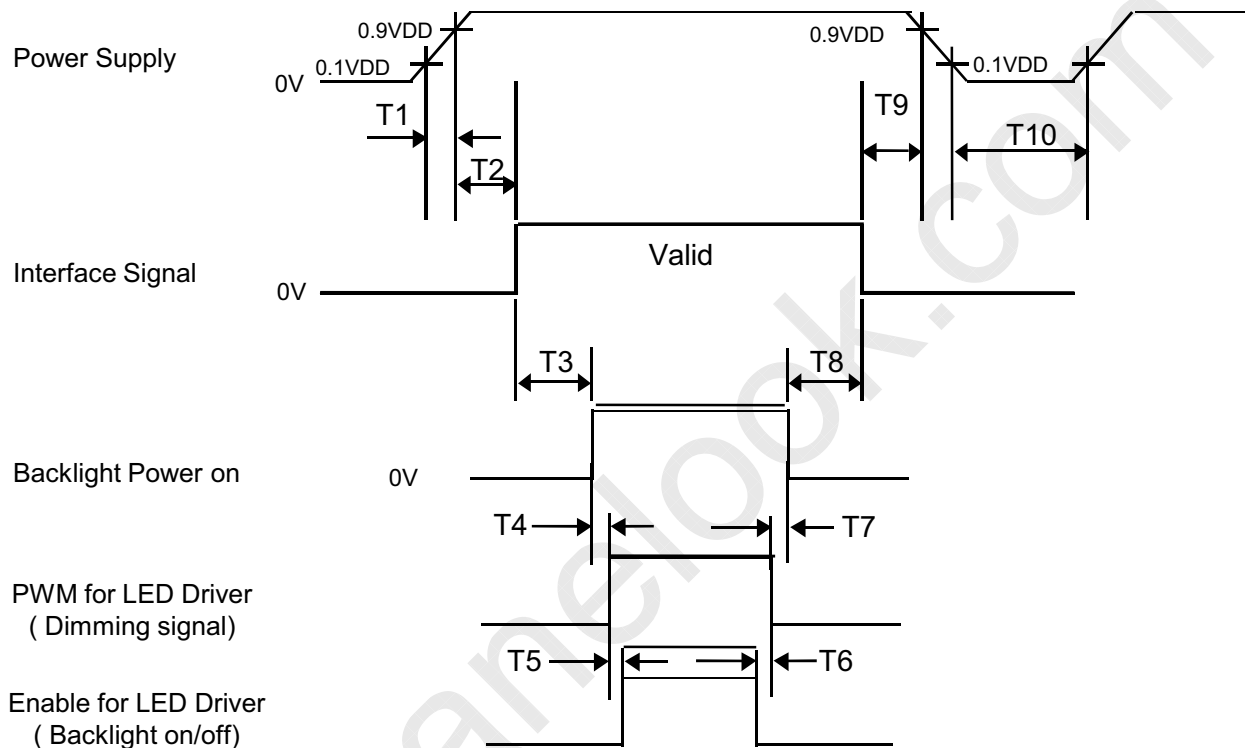 0.9VDD
0.9VDD
Power Supply
0.1VDD
0.1VDD
0V
T1
T9
T10
T2
Valid
Interface Signal
0V
T3
T8
Backlight Power on
0V
T4
T7
PWM for LED Driver
( Dimming signal)
T5
T6
Enable for LED Driver
( Backlight on/off)
anelook.com